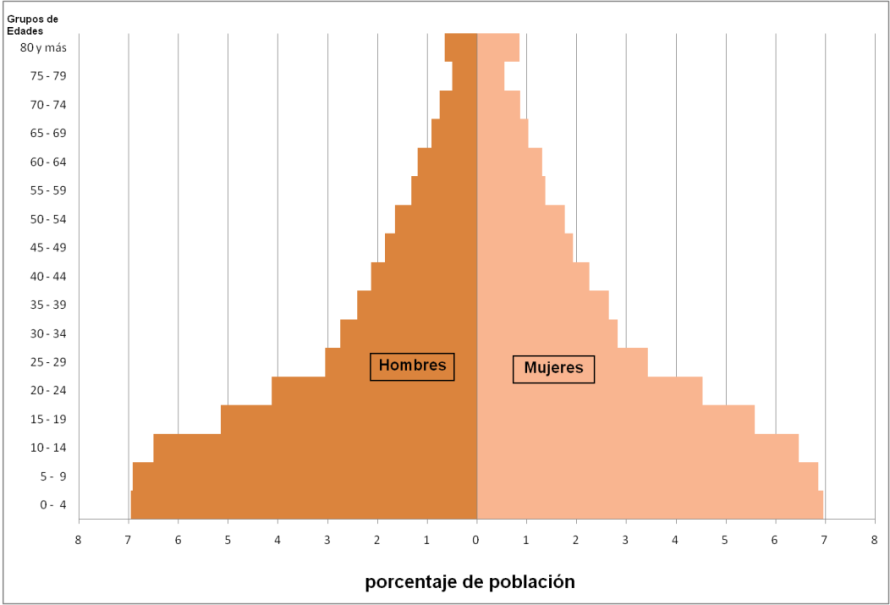 Grupos de
Edades
80 y más
75 - 79
70 - 74
65 - 69
60 - 64
55 - 59
50 - 54
45 - 49
40 - 44
35 - 39
30 - 34
25 - 29
20 - 24
15 - 19
10 - 14
5 - 9
0 - 4
Hombres
Mujeres
8 7 6 5 4 3 2 1 0 1 2 3 4 5 6 7 8
porcentaje de población